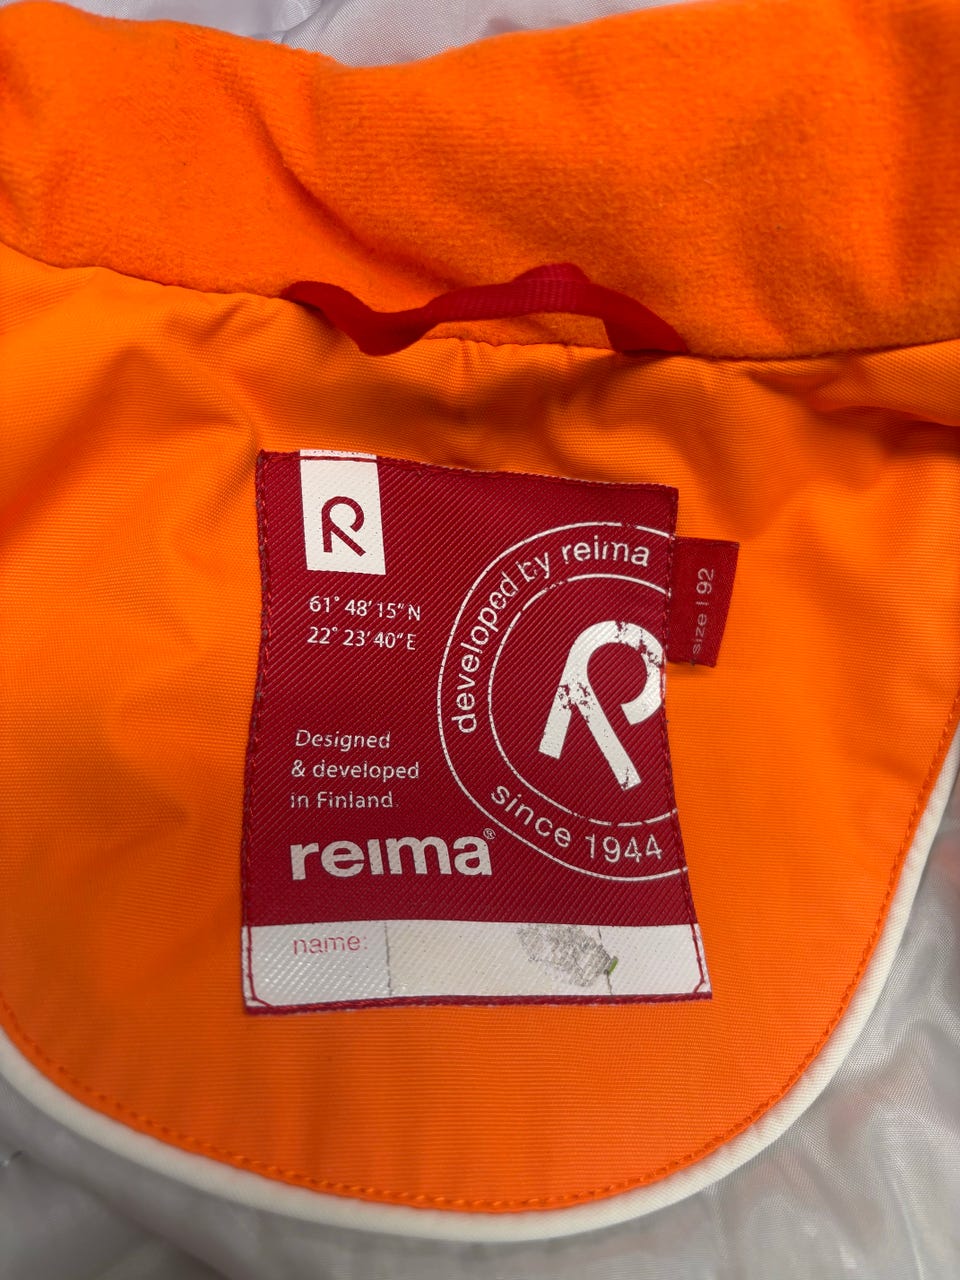 R
61° 48' 15" N
22° 23' 40" E
Designed
& developed
in Finland.
reima®
developed by reima
R
since 1944
size | 92
name: